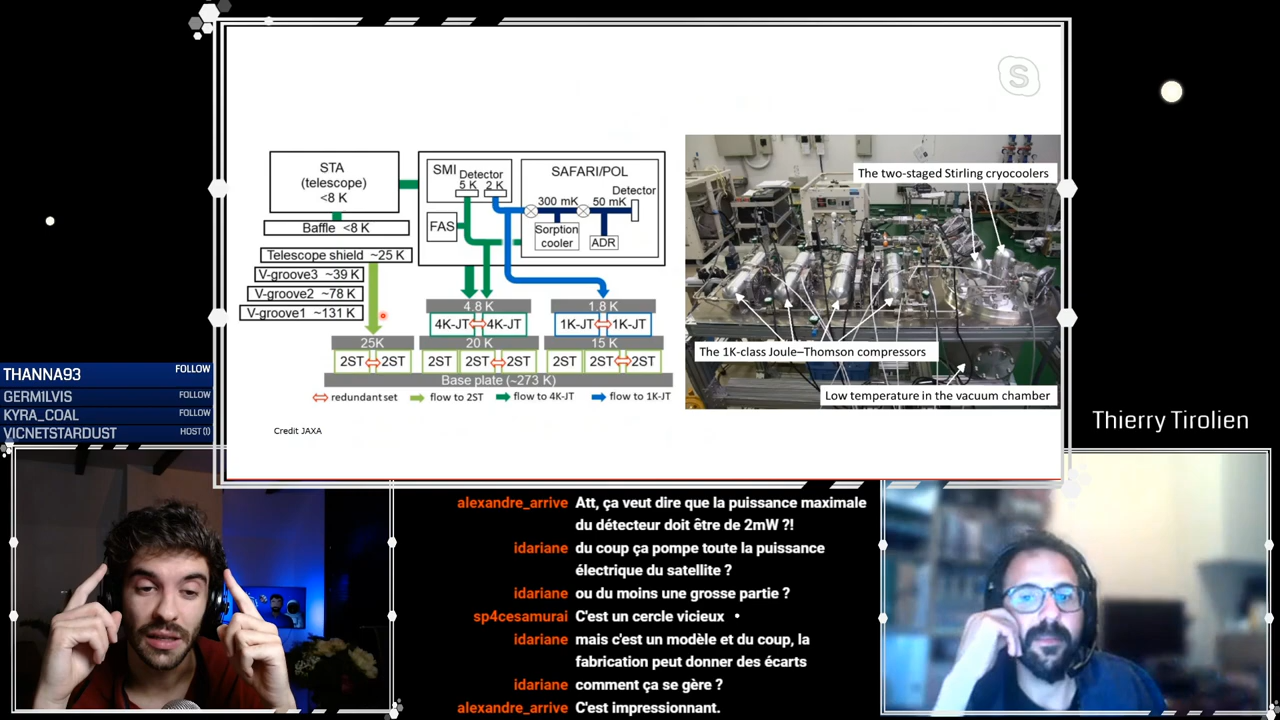 S
STA
(telescope)
<8 K
Baffle <8 K
Telescope shield ~25 K
V-groove3 ~39 K
V-groove2 ~78 K
V-groove1 ~131 K
SMI
Detector
5 K
2 K
FAS
SAFARI/POL
Detector
300 mK
50 mK
Sorption
cooler
ADR
4.8 K
1.8 K
4K-JT
4K-JT
1K-JT
1K-JT
25K
20 K
15 K
2ST
2ST
2ST
2ST
2ST
2ST
2ST
2ST
Base plate (~273 K)
redundant set
flow to 2ST
flow to 4K-JT
flow to 1K-JT
Credit JAXA
The two-staged Stirling cryocoolers
The 1K-class Joule–Thomson compressors
Low temperature in the vacuum chamber
THANNA93 FOLLOW
GERMILVIS FOLLOW
KYRA_COAL FOLLOW
VICNETSTARDUST HOST (1)
Thierry Tirolien
alexandre_arrive Att, ça veut dire que la puissance maximale
du détecteur doit être de 2mW ?!
idariane du coup ça pompe toute la puissance
électrique du satellite ?
idariane ou du moins une grosse partie ?
sp4cesamurai C'est un cercle vicieux •
idariane mais c'est un modèle et du coup, la
fabrication peut donner des écarts
idariane comment ça se gère ?
alexandre_arrive C'est impressionnant.